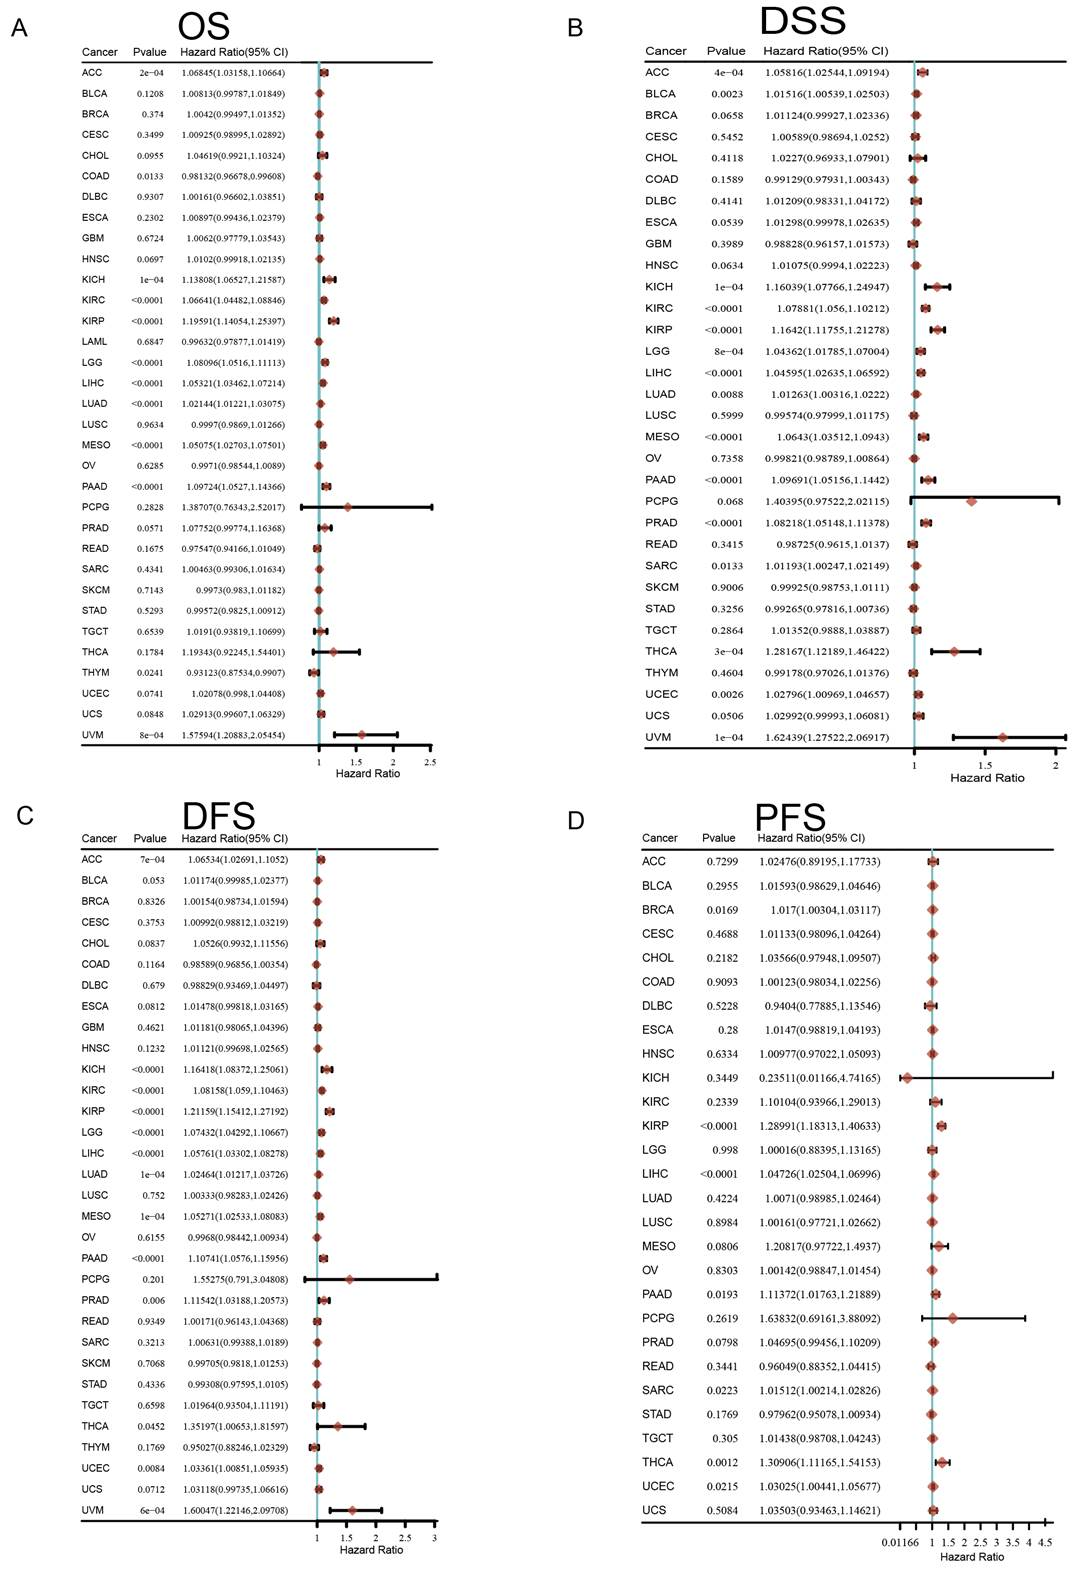 A
OS
Cancer Pvalue Hazard Ratio(95% CI)
ACC 2e−04 1.06845(1.03158,1.10664)
BLCA 0.1208 1.00813(0.99787,1.01849)
BRCA 0.374 1.0042(0.99497,1.01352)
CESC 0.3499 1.00925(0.98995,1.02892)
CHOL 0.0955 1.04619(0.9921,1.10324)
COAD 0.0133 0.98132(0.96678,0.99608)
DLBC 0.9307 1.00161(0.96602,1.03851)
ESCA 0.2302 1.00897(0.99436,1.02379)
GBM 0.6724 1.0062(0.97779,1.03543)
HNSC 0.0697 1.0102(0.99918,1.02135)
KICH 1e−04 1.13808(1.06527,1.21587)
KIRC <0.0001 1.06641(1.04482,1.08846)
KIRP <0.0001 1.19591(1.14054,1.25397)
LAML 0.6847 0.99632(0.97877,1.01419)
LGG <0.0001 1.08096(1.0516,1.11113)
LIHC <0.0001 1.05321(1.03462,1.07214)
LUAD <0.0001 1.02144(1.01221,1.03075)
LUSC 0.9634 0.9997(0.9869,1.01266)
MESO <0.0001 1.05075(1.02703,1.07501)
OV 0.6285 0.9971(0.98544,1.0089)
PAAD <0.0001 1.09724(1.0527,1.14366)
PCPG 0.2828 1.38707(0.76343,2.52017)
PRAD 0.0571 1.07752(0.99774,1.16368)
READ 0.1675 0.97547(0.94166,1.01049)
SARC 0.4341 1.00463(0.99306,1.01634)
SKCM 0.7143 0.9973(0.983,1.01182)
STAD 0.5293 0.99572(0.9825,1.00912)
TGCT 0.6539 1.0191(0.93819,1.10699)
THCA 0.1784 1.19343(0.92245,1.54401)
THYM 0.0241 0.93123(0.87534,0.9907)
UCEC 0.0741 1.02078(0.998,1.04408)
UCS 0.0848 1.02913(0.99607,1.06329)
UVM 8e−04 1.57594(1.20883,2.05454)
1 1.5 2 2.5
Hazard Ratio
B
DSS
Cancer Pvalue Hazard Ratio(95% CI)
ACC 4e−04 1.05816(1.02544,1.09194)
BLCA 0.0023 1.01516(1.00539,1.02503)
BRCA 0.0658 1.01124(0.99927,1.02336)
CESC 0.5452 1.00589(0.98694,1.0252)
CHOL 0.4118 1.0227(0.96933,1.07901)
COAD 0.1589 0.99129(0.97931,1.00343)
DLBC 0.4141 1.01209(0.98331,1.04172)
ESCA 0.0539 1.01298(0.99978,1.02635)
GBM 0.3989 0.98828(0.96157,1.01573)
HNSC 0.0634 1.01075(0.9994,1.02223)
KICH 1e−04 1.16039(1.07766,1.24947)
KIRC <0.0001 1.07881(1.056,1.10212)
KIRP <0.0001 1.1642(1.11755,1.21278)
LGG 8e−04 1.04362(1.01785,1.07004)
LIHC <0.0001 1.04595(1.02635,1.06592)
LUAD 0.0088 1.01263(1.00316,1.0222)
LUSC 0.5999 0.99574(0.97999,1.01175)
MESO <0.0001 1.0643(1.03512,1.0943)
OV 0.7358 0.99821(0.98789,1.00864)
PAAD <0.0001 1.09691(1.05156,1.1442)
PCPG 0.068 1.40395(0.97522,2.02115)
PRAD <0.0001 1.08218(1.05148,1.11378)
READ 0.3415 0.98725(0.9615,1.0137)
SARC 0.0133 1.01193(1.00247,1.02149)
SKCM 0.9006 0.99925(0.98753,1.0111)
STAD 0.3256 0.99265(0.97816,1.00736)
TGCT 0.2864 1.01352(0.9888,1.03887)
THCA 3e−04 1.28167(1.12189,1.46422)
THYM 0.4604 0.99178(0.97026,1.01376)
UCEC 0.0026 1.02796(1.00969,1.04657)
UCS 0.0506 1.02992(0.99993,1.06081)
UVM 1e−04 1.62439(1.27522,2.06917)
1 1.5 2
Hazard Ratio
C
DFS
Cancer Pvalue Hazard Ratio(95% CI)
ACC 7e−04 1.06534(1.02691,1.1052)
BLCA 0.053 1.01174(0.99985,1.02377)
BRCA 0.8326 1.00154(0.98734,1.01594)
CESC 0.3753 1.00992(0.98812,1.03219)
CHOL 0.0837 1.0526(0.9932,1.11556)
COAD 0.1164 0.98589(0.96856,1.00354)
DLBC 0.679 0.98829(0.93469,1.04497)
ESCA 0.0812 1.01478(0.99818,1.03165)
GBM 0.4621 1.01181(0.98065,1.04396)
HNSC 0.1232 1.01121(0.99698,1.02565)
KICH <0.0001 1.16418(1.08372,1.25061)
KIRC <0.0001 1.08158(1.059,1.10463)
KIRP <0.0001 1.21159(1.15412,1.27192)
LGG <0.0001 1.07432(1.04292,1.10667)
LIHC <0.0001 1.05761(1.03302,1.08278)
LUAD 1e−04 1.02464(1.01217,1.03726)
LUSC 0.752 1.00333(0.98283,1.02426)
MESO 1e−04 1.05271(1.02533,1.08083)
OV 0.6155 0.9968(0.98442,1.00934)
PAAD <0.0001 1.10741(1.0576,1.15956)
PCPG 0.201 1.55275(0.791,3.04808)
PRAD 0.006 1.11542(1.03188,1.20573)
READ 0.9349 1.00171(0.96143,1.04368)
SARC 0.3213 1.00631(0.99388,1.0189)
SKCM 0.7068 0.99705(0.9818,1.01253)
STAD 0.4336 0.99308(0.97595,1.0105)
TGCT 0.6598 1.01964(0.93504,1.11191)
THCA 0.0452 1.35197(1.00653,1.81597)
THYM 0.1769 0.95027(0.88246,1.02329)
UCEC 0.0084 1.03361(1.00851,1.05935)
UCS 0.0712 1.03118(0.99735,1.06616)
UVM 6e−04 1.60047(1.22146,2.09708)
1 1.5 2 2.5 3
Hazard Ratio
D
PFS
Cancer Pvalue Hazard Ratio(95% CI)
ACC 0.7299 1.02476(0.89195,1.17733)
BLCA 0.2955 1.01593(0.98629,1.04646)
BRCA 0.0169 1.017(1.00304,1.03117)
CESC 0.4688 1.01133(0.98096,1.04264)
CHOL 0.2182 1.03566(0.97948,1.09507)
COAD 0.9093 1.00123(0.98034,1.02256)
DLBC 0.5228 0.9404(0.77885,1.13546)
ESCA 0.28 1.0147(0.98819,1.04193)
HNSC 0.6334 1.00977(0.97022,1.05093)
KICH 0.3449 0.23511(0.01166,4.74165)
KIRC 0.2339 1.10104(0.93966,1.29013)
KIRP <0.0001 1.28991(1.18313,1.40633)
LGG 0.998 1.00016(0.88395,1.13165)
LIHC <0.0001 1.04726(1.02504,1.06996)
LUAD 0.4224 1.0071(0.98985,1.02464)
LUSC 0.8984 1.00161(0.97721,1.02662)
MESO 0.0806 1.20817(0.97722,1.4937)
OV 0.8303 1.00142(0.98847,1.01454)
PAAD 0.0193 1.11372(1.01763,1.21889)
PCPG 0.2619 1.63832(0.69161,3.88092)
PRAD 0.0798 1.04695(0.99456,1.10209)
READ 0.3441 0.96049(0.88352,1.04415)
SARC 0.0223 1.01512(1.00214,1.02826)
STAD 0.1769 0.97962(0.95078,1.00934)
TGCT 0.305 1.01438(0.98708,1.04243)
THCA 0.0012 1.30906(1.11165,1.54153)
UCEC 0.0215 1.03025(1.00441,1.05677)
UCS 0.5084 1.03503(0.93463,1.14621)
0.01166 1 1.5 2 2.5 3 3.5 4 4.5
Hazard Ratio